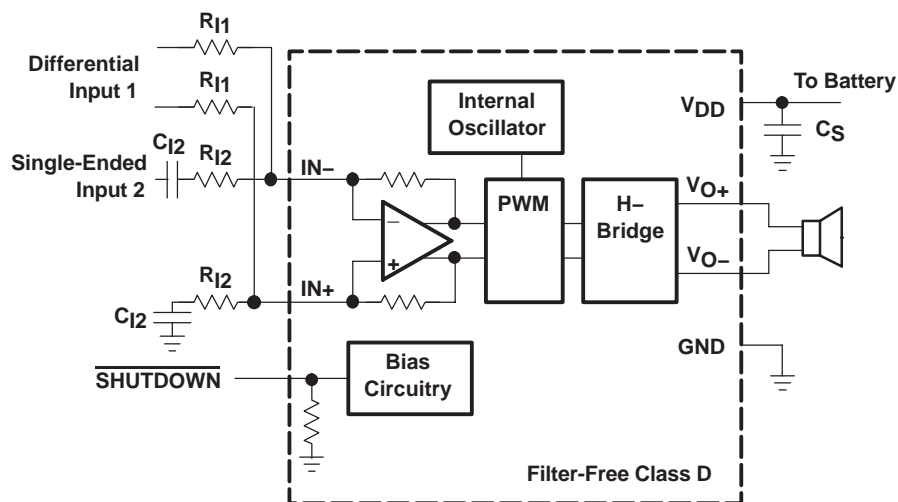 RI1
Differential
Input 1
RI1
CI2
RI2
Single-Ended
Input 2
IN−
RI2
IN+
CI2
SHUTDOWN
Internal
Oscillator
−
+
PWM
H−
Bridge
Bias
Circuitry
VDD
To Battery
CS
VO+
VO−
GND
Filter-Free Class D